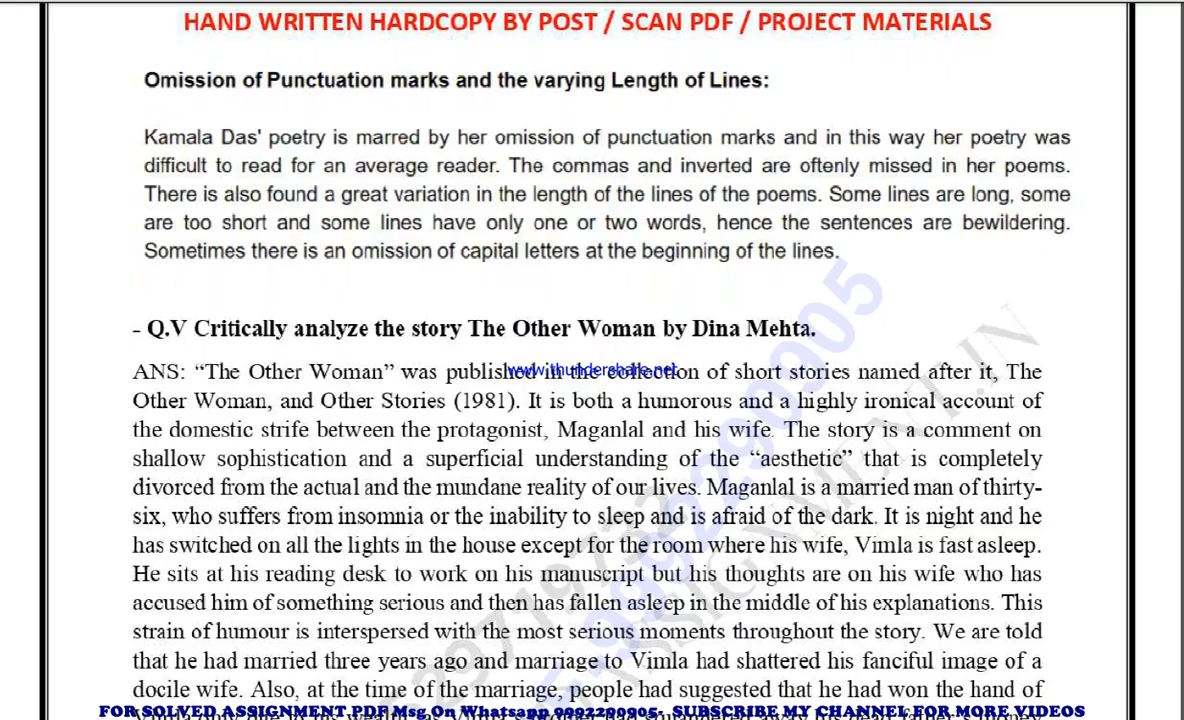 HAND WRITTEN HARDCOPY BY POST / SCAN PDF / PROJECT MATERIALS
Omission of Punctuation marks and the varying Length of Lines:
Kamala Das' poetry is marred by her omission of punctuation marks and in this way her poetry was
difficult to read for an average reader. The commas and inverted are oftenly missed in her poems.
There is also found a great variation in the length of the lines of the poems. Some lines are long, some
are too short and some lines have only one or two words, hence the sentences are bewildering.
Sometimes there is an omission of capital letters at the beginning of the lines.
- Q.V Critically analyze the story The Other Woman by Dina Mehta.
ANS: “The Other Woman” was published in the collection of short stories named after it, The
www.thundershare.net
Other Woman, and Other Stories (1981). It is both a humorous and a highly ironical account of
the domestic strife between the protagonist, Maganlal and his wife. The story is a comment on
shallow sophistication and a superficial understanding of the “aesthetic” that is completely
divorced from the actual and the mundane reality of our lives. Maganlal is a married man of thirty-
six, who suffers from insomnia or the inability to sleep and is afraid of the dark. It is night and he
has switched on all the lights in the house except for the room where his wife, Vimla is fast asleep.
He sits at his reading desk to work on his manuscript but his thoughts are on his wife who has
accused him of something serious and then has fallen asleep in the middle of his explanations. This
strain of humour is interspersed with the most serious moments throughout the story. We are told
that he had married three years ago and marriage to Vimla had shattered his fanciful image of a
docile wife. Also, at the time of the marriage, people had suggested that he had won the hand of
FOR SOLVED ASSIGNMENT PDF Msg On Whatsapp 9992290905- SUBSCRIBE MY CHANNEL FOR MORE VIDEOS